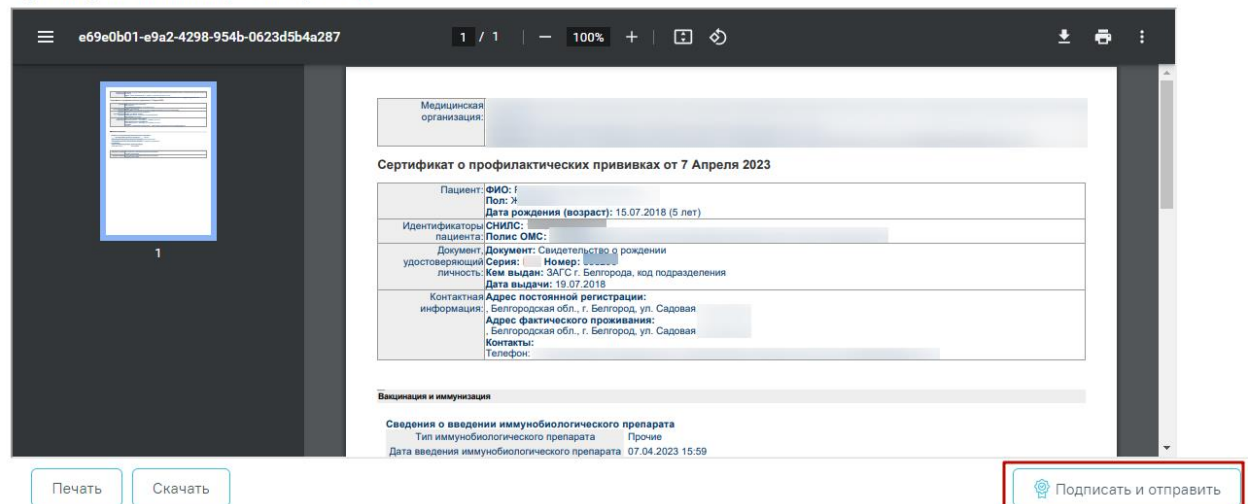 e69e0b01-e9a2-4298-954b-0623d5b4a287 1 / 1 100%
1
Медицинская
организация:
Сертификат о профилактических прививках от 7 Апреля 2023
Пациент: ФИО:
Пол: Ж
Дата рождения (возраст): 15.07.2018 (5 лет)
Идентификаторы СНИЛС:
пациента: Полис ОМС:
Документ, Документ: Свидетельство о рождении
удостоверяющий Серия: Номер:
личность: Кем выдан: ЗАГС г. Белгорода, код подразделения
Дата выдачи: 19.07.2018
Контактная Адрес постоянной регистрации:
информация: , Белгородская обл., г. Белгород, ул. Садовая
Адрес фактического проживания:
, Белгородская обл., г. Белгород, ул. Садовая
Контакты:
Телефон:
Вакцинация и иммунизация
Сведения о введении иммунобиологического препарата
Тип иммунобиологического препарата Прочие
Дата введения иммунобиологического препарата 07.04.2023 15:59
Печать Скачать Подписать и отправить